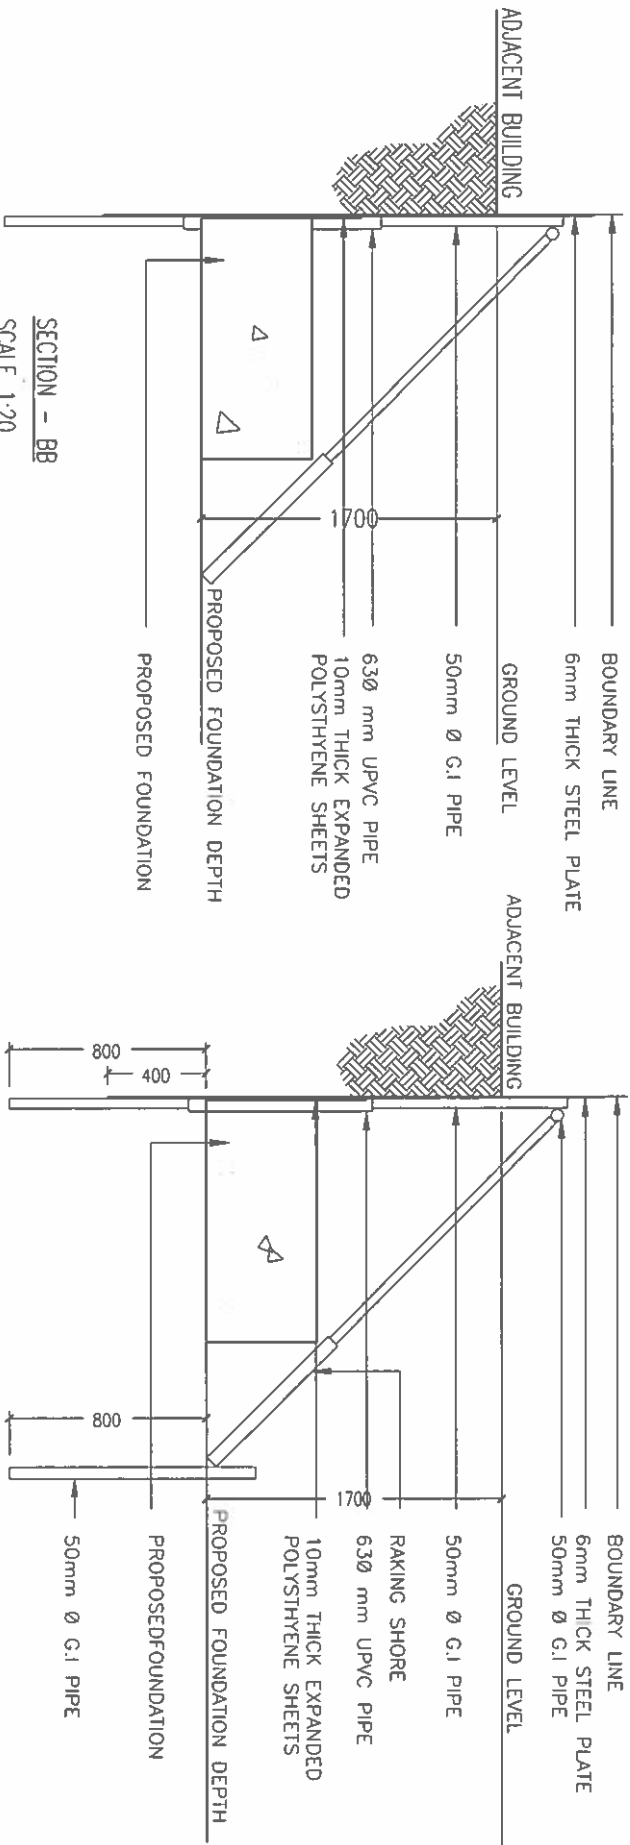 ADJACENT BUILDING
BOUNDARY LINE
6mm THICK STEEL PLATE
GROUND LEVEL
50mm Ø G.I PIPE
630 mm UPVC PIPE
10mm THICK EXPANDED
POLYSTHYENE SHEETS
1700
PROPOSED FOUNDATION DEPTH
PROPOSED FOUNDATION
SECTION - BB
SCALE 1:20
ADJACENT BUILDING
BOUNDARY LINE
6mm THICK STEEL PLATE
50mm Ø G.I PIPE
GROUND LEVEL
50mm Ø G.I PIPE
630 mm UPVC PIPE
RAKING SHORE
10mm THICK EXPANDED
POLYSTHYENE SHEETS
1700
800
400
800
PROPOSED FOUNDATION DEPTH
PROPOSEDFOUNDATION
50mm Ø G.I PIPE